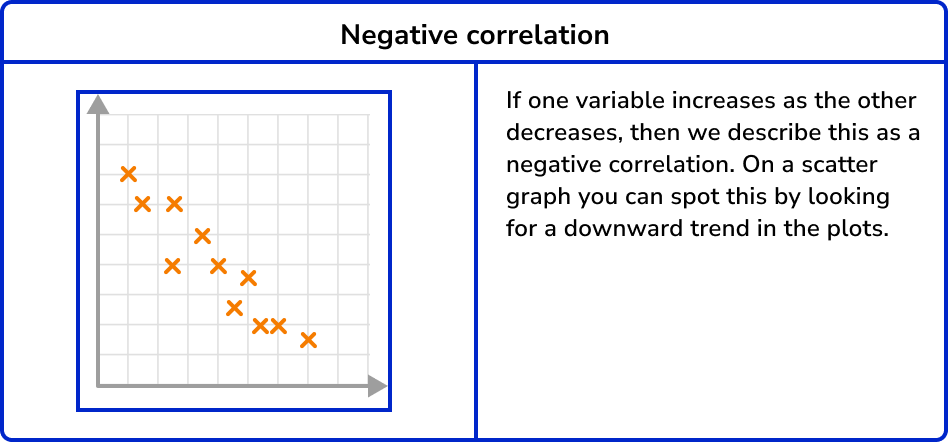 Negative correlation
If one variable increases as the other
decreases, then we describe this as a
negative correlation. On a scatter
graph you can spot this by looking
for a downward trend in the plots.